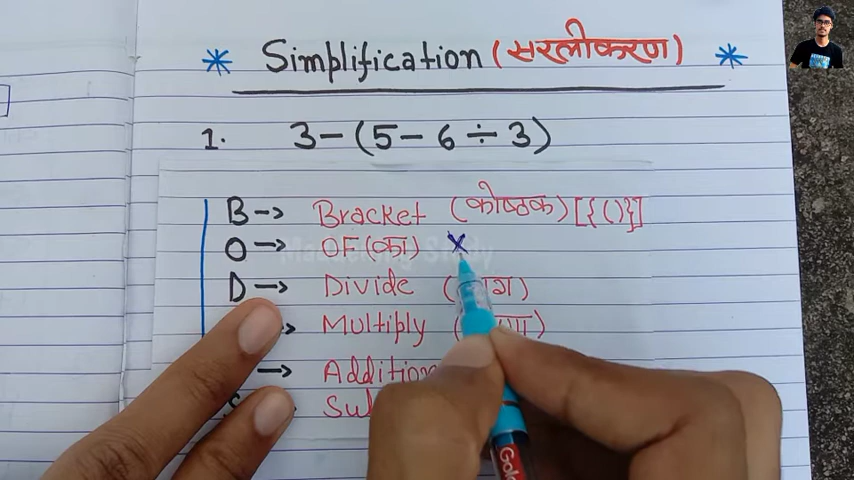 * Simplification (सरलीकरण) *
1. 3-(5-6÷3)
B → Bracket (कोष्ठक) [{()}]
O → OF (का) ×
D → Divide
→ Multiply
→ Addition